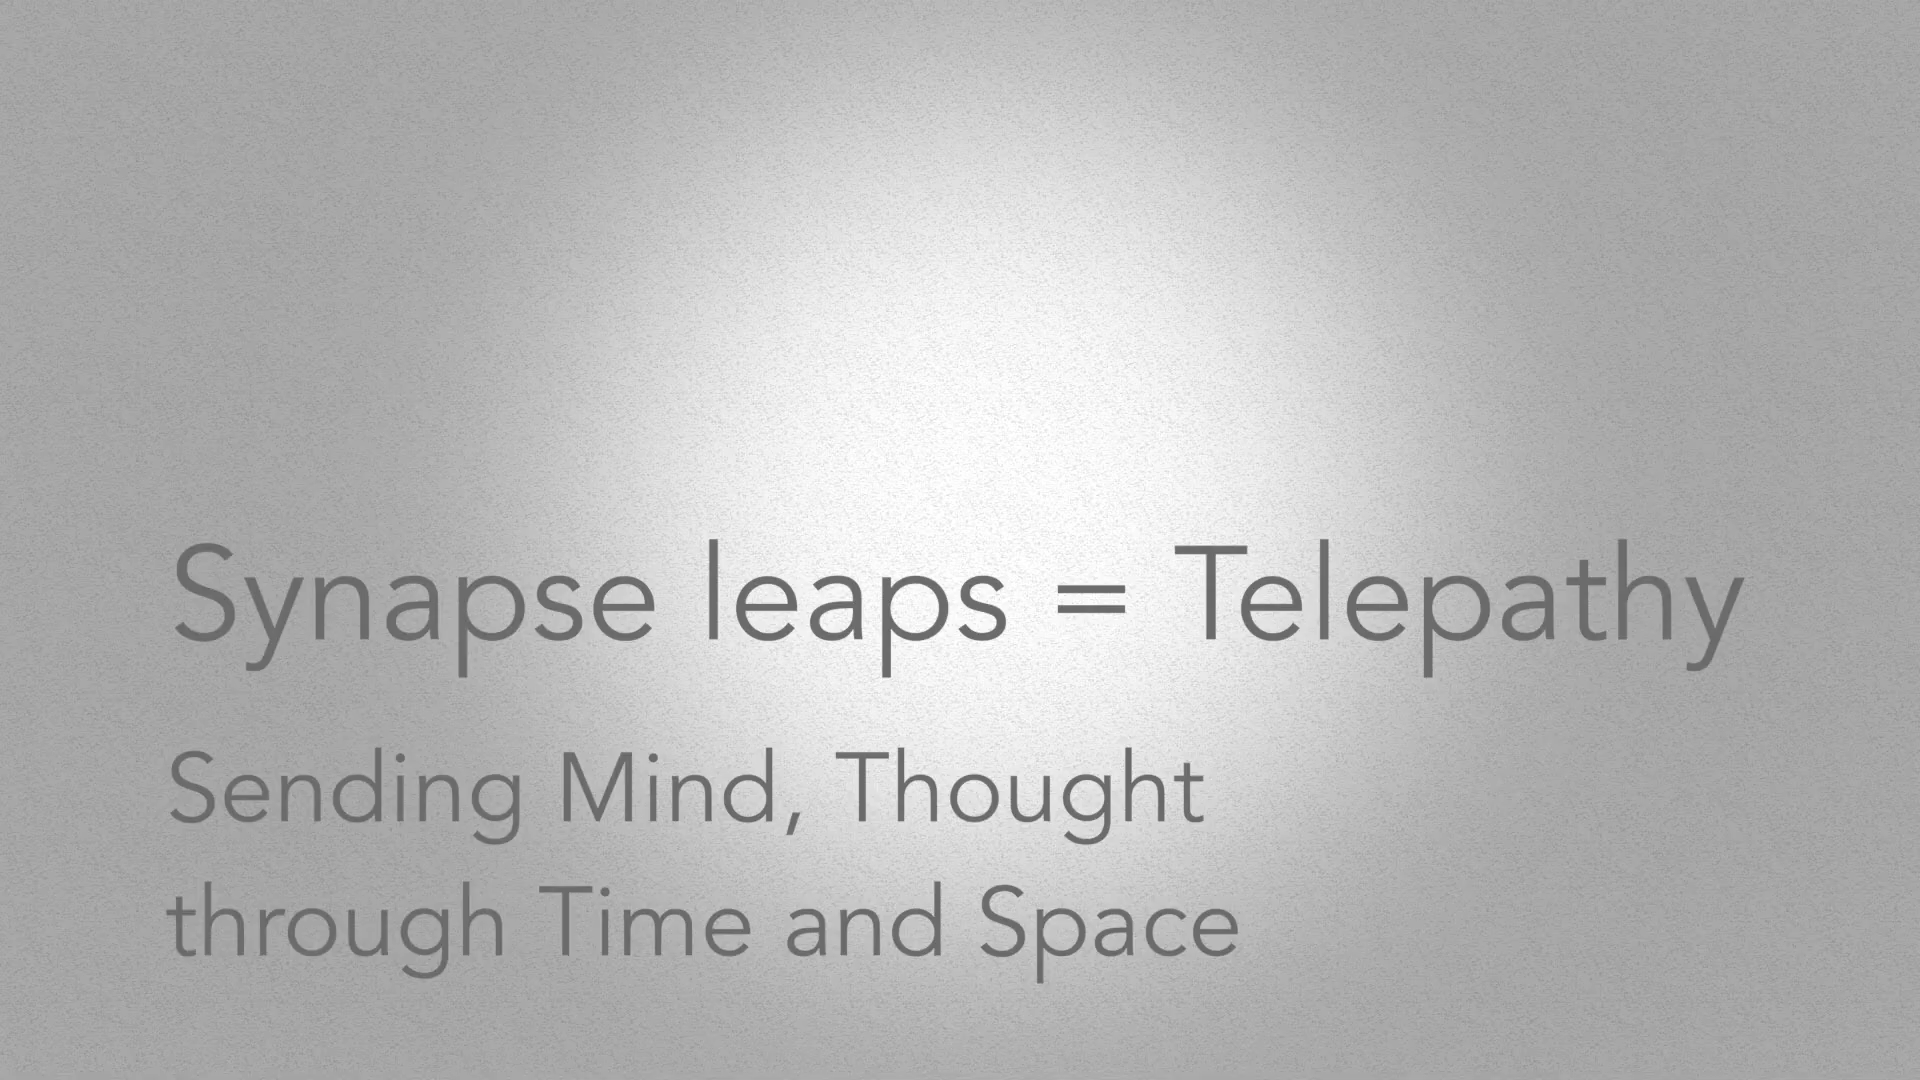 Synapse leaps = Telepathy
Sending Mind, Thought
through Time and Space